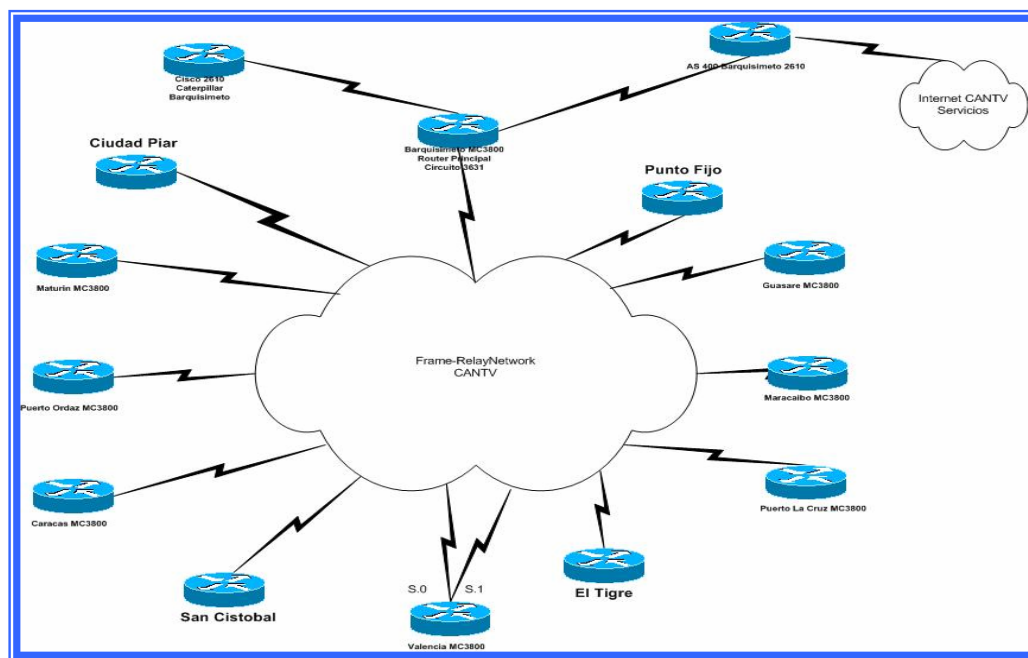 AS 400 Barquisimeto 2610
Cisco 2610
Caterpillar
Barquisimeto
Internet CANTV
Servicios
Ciudad Piar
Barquisimeto MC3800
Router Principal
Circuito 3631
Punto Fijo
Maturin MC3800
Guasare MC3800
Frame-RelayNetwork
CANTV
Puerto Ordaz MC3800
Maracaibo MC3800
Caracas MC3800
Puerto La Cruz MC3800
S.0
S.1
El Tigre
San Cistobal
Valencia MC3800